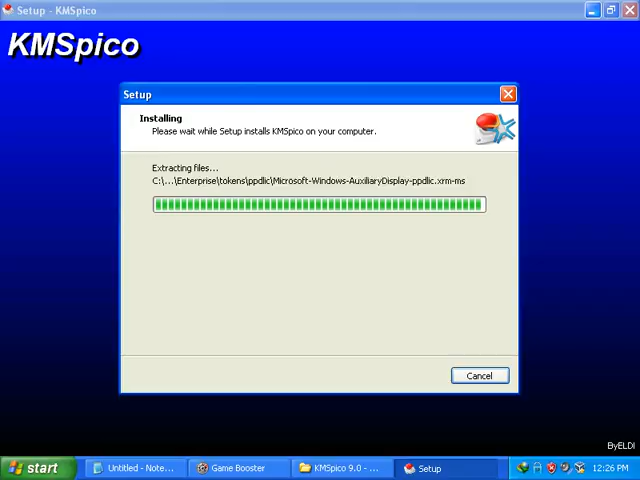 Setup - KMSpico
KMSpico
Setup
Installing
Please wait while Setup installs KMSpico on your computer.
Extracting files...
C:\...\Enterprise\tokens\ppdlic\Microsoft-Windows-AuxiliaryDisplay-ppdlic.xrm-ms
Cancel
ByELDI
start
Untitled - Note...
Game Booster
KMSpico 9.0 - ...
Setup
12:26 PM